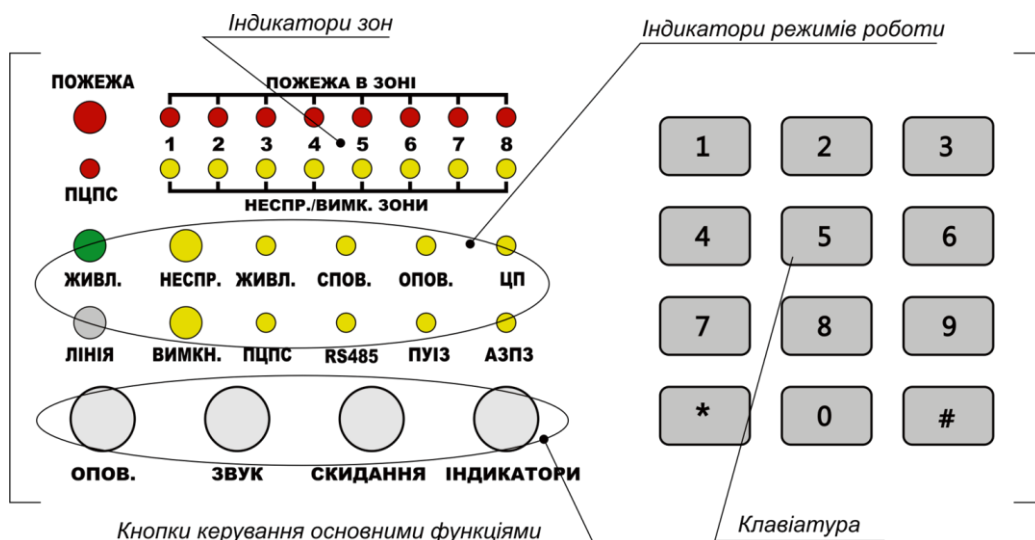 Індикатори зон
Індикатори режимів роботи
ПОЖЕЖА
ПОЖЕЖА В ЗОНІ
1 2 3 4 5 6 7 8
ПЦПС
НЕСПР./ВИМК. ЗОНИ
ЖИВЛ. НЕСПР. ЖИВЛ. СПОВ. ОПОВ. ЦП
ЛІНІЯ ВИМКН. ПЦПС RS485 ПУІЗ АЗПЗ
ОПОВ. ЗВУК СКИДАННЯ ІНДИКАТОРИ
1 2 3
4 5 6
7 8 9
* 0 #
Кнопки керування основними функціями
Клавіатура